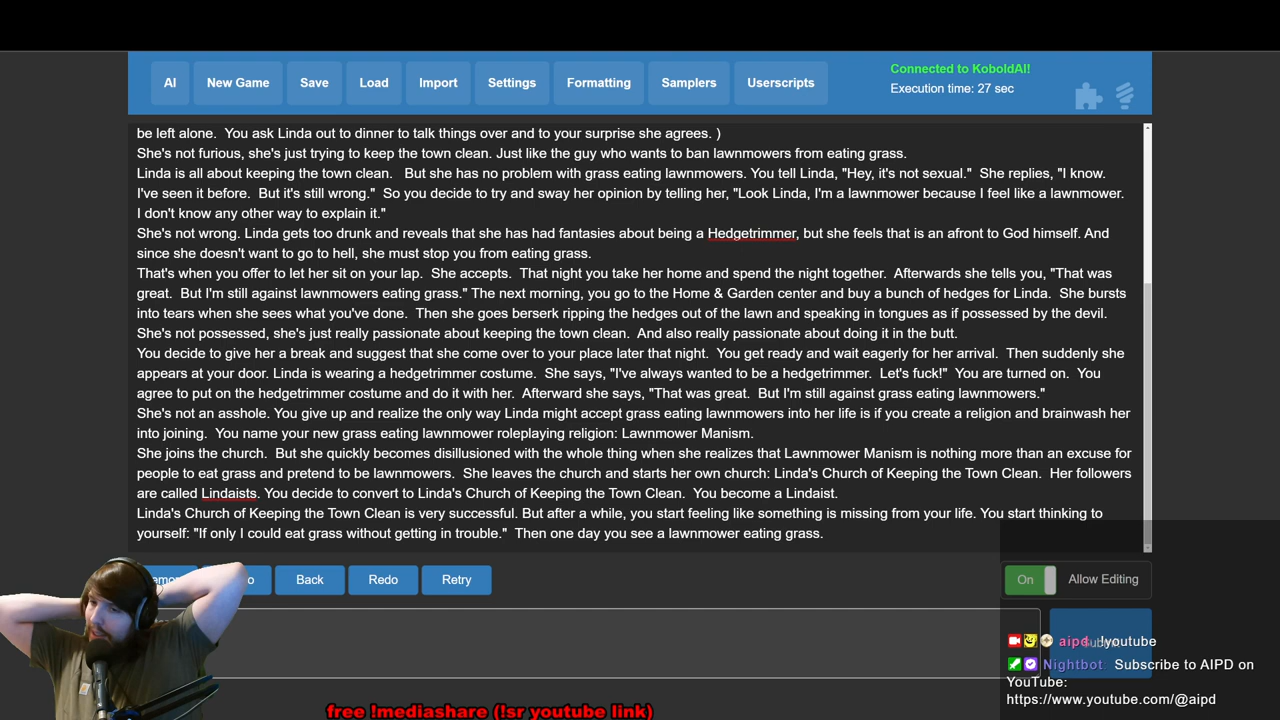 AI
New Game
Save
Load
Import
Settings
Formatting
Samplers
Userscripts
Connected to KoboldAI!
Execution time: 27 sec
be left alone.  You ask Linda out to dinner to talk things over and to your surprise she agrees. )
She's not furious, she's just trying to keep the town clean. Just like the guy who wants to ban lawnmowers from eating grass.
Linda is all about keeping the town clean.   But she has no problem with grass eating lawnmowers. You tell Linda, "Hey, it's not sexual."  She replies, "I know.
I've seen it before.  But it's still wrong."  So you decide to try and sway her opinion by telling her, "Look Linda, I'm a lawnmower because I feel like a lawnmower.
I don't know any other way to explain it."
She's not wrong. Linda gets too drunk and reveals that she has had fantasies about being a Hedgetrimmer, but she feels that is an afront to God himself. And
since she doesn't want to go to hell, she must stop you from eating grass.
That's when you offer to let her sit on your lap.  She accepts.  That night you take her home and spend the night together.  Afterwards she tells you, "That was
great.  But I'm still against lawnmowers eating grass." The next morning, you go to the Home & Garden center and buy a bunch of hedges for Linda.  She bursts
into tears when she sees what you've done.  Then she goes berserk ripping the hedges out of the lawn and speaking in tongues as if possessed by the devil.
She's not possessed, she's just really passionate about keeping the town clean.  And also really passionate about doing it in the butt.
You decide to give her a break and suggest that she come over to your place later that night.  You get ready and wait eagerly for her arrival.  Then suddenly she
appears at your door. Linda is wearing a hedgetrimmer costume.  She says, "I've always wanted to be a hedgetrimmer.  Let's fuck!"  You are turned on.  You
agree to put on the hedgetrimmer costume and do it with her.  Afterward she says, "That was great.  But I'm still against grass eating lawnmowers."
She's not an asshole. You give up and realize the only way Linda might accept grass eating lawnmowers into her life is if you create a religion and brainwash her
into joining.  You name your new grass eating lawnmower roleplaying religion: Lawnmower Manism.
She joins the church.  But she quickly becomes disillusioned with the whole thing when she realizes that Lawnmower Manism is nothing more than an excuse for
people to eat grass and pretend to be lawnmowers.  She leaves the church and starts her own church: Linda's Church of Keeping the Town Clean.  Her followers
are called Lindaists. You decide to convert to Linda's Church of Keeping the Town Clean.  You become a Lindaist.
Linda's Church of Keeping the Town Clean is very successful. But after a while, you start feeling like something is missing from your life. You start thinking to
yourself: "If only I could eat grass without getting in trouble."  Then one day you see a lawnmower eating grass.
Back
Redo
Retry
On
Allow Editing
aipd: !youtube
Nightbot: Subscribe to AIPD on
YouTube:
https://www.youtube.com/@aipd
free !mediashare (!sr youtube link)